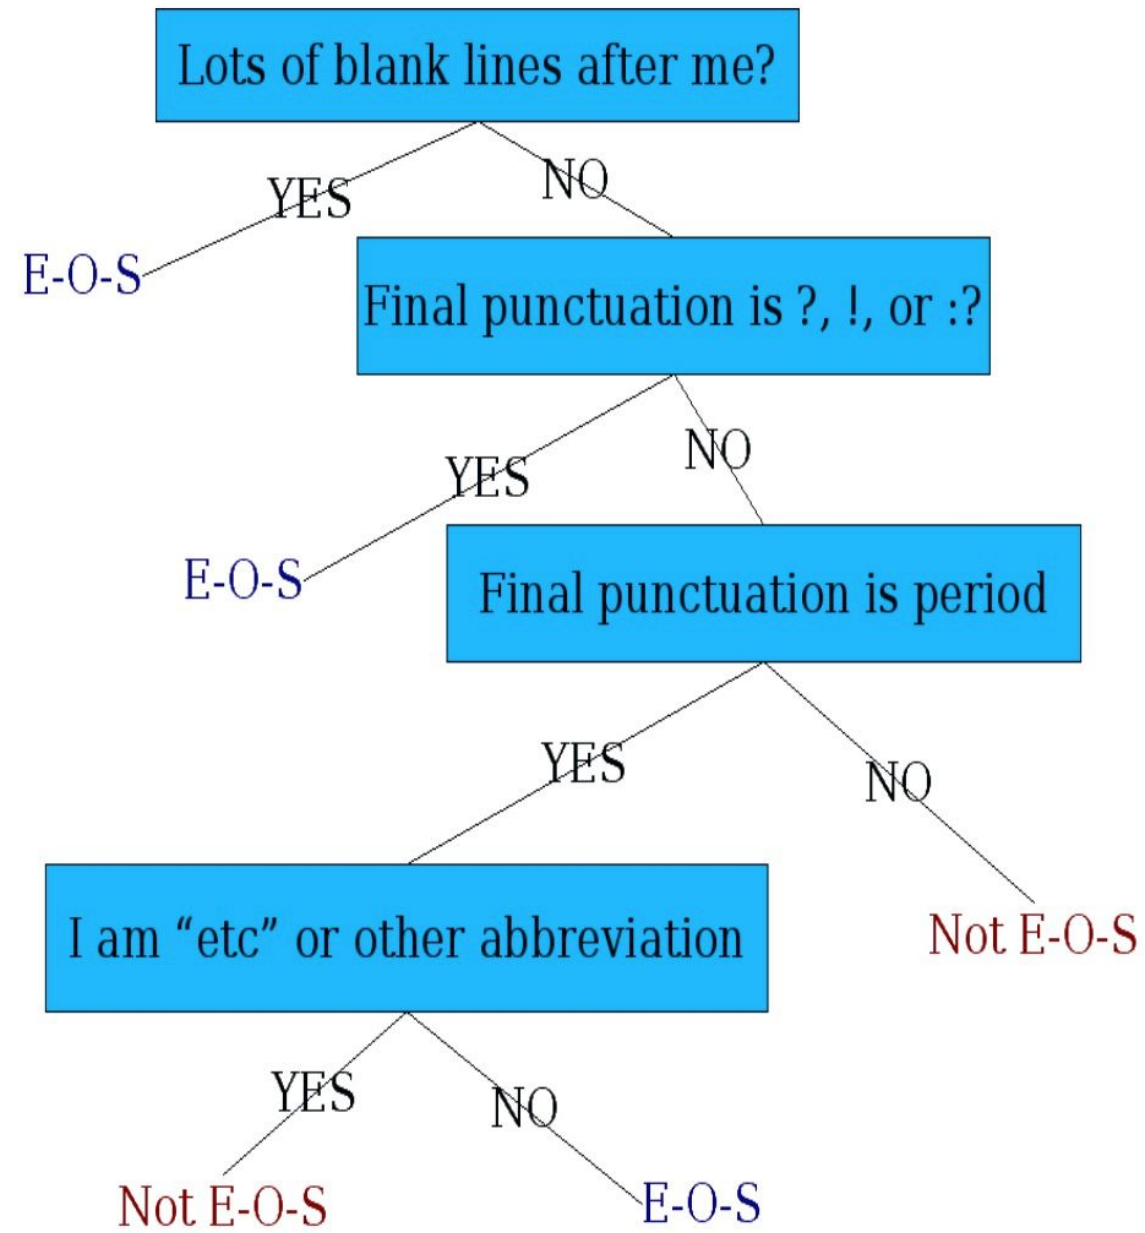 Lots of blank lines after me?
YES
NO
E-O-S
Final punctuation is ?, !, or :?
YES
NO
E-O-S
Final punctuation is period
YES
NO
I am “etc” or other abbreviation
Not E-O-S
YES
NO
Not E-O-S
E-O-S